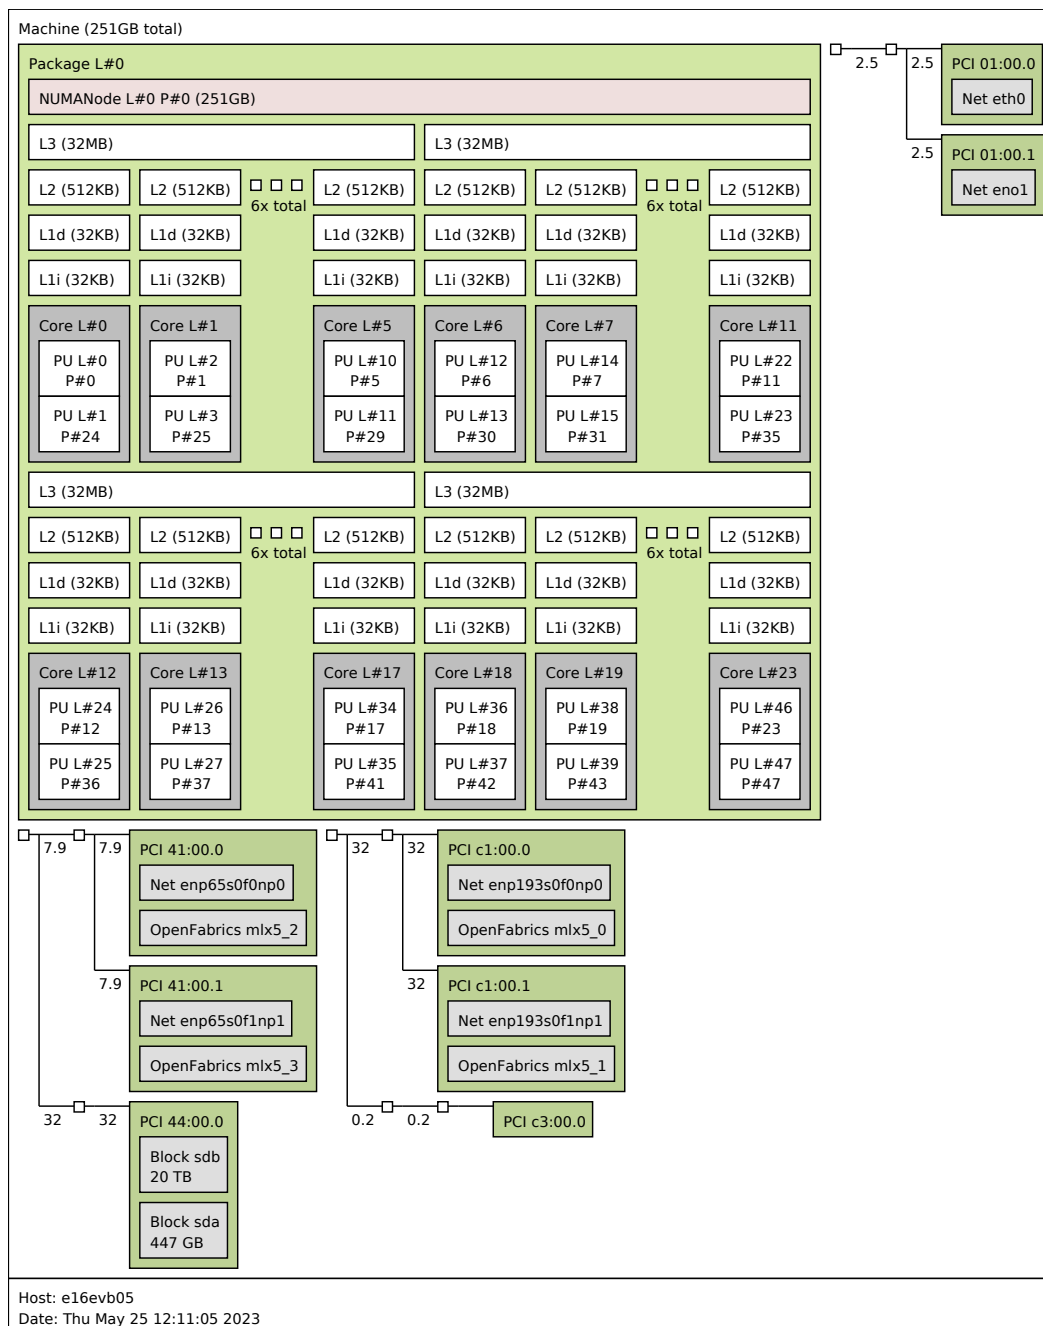 Machine (251GB total)
Package L#0
NUMANode L#0 P#0 (251GB)
L3 (32MB) L3 (32MB)
L2 (512KB) L2 (512KB) 6x total L2 (512KB) L2 (512KB) L2 (512KB) 6x total L2 (512KB)
L1d (32KB) L1d (32KB) L1d (32KB) L1d (32KB) L1d (32KB) L1d (32KB)
L1i (32KB) L1i (32KB) L1i (32KB) L1i (32KB) L1i (32KB) L1i (32KB)
Core L#0 Core L#1 Core L#5 Core L#6 Core L#7 Core L#11
PU L#0 PU L#2 PU L#10 PU L#12 PU L#14 PU L#22
P#0 P#1 P#5 P#6 P#7 P#11
PU L#1 PU L#3 PU L#11 PU L#13 PU L#15 PU L#23
P#24 P#25 P#29 P#30 P#31 P#35
L3 (32MB) L3 (32MB)
L2 (512KB) L2 (512KB) 6x total L2 (512KB) L2 (512KB) L2 (512KB) 6x total L2 (512KB)
L1d (32KB) L1d (32KB) L1d (32KB) L1d (32KB) L1d (32KB) L1d (32KB)
L1i (32KB) L1i (32KB) L1i (32KB) L1i (32KB) L1i (32KB) L1i (32KB)
Core L#12 Core L#13 Core L#17 Core L#18 Core L#19 Core L#23
PU L#24 PU L#26 PU L#34 PU L#36 PU L#38 PU L#46
P#12 P#13 P#17 P#18 P#19 P#23
PU L#25 PU L#27 PU L#35 PU L#37 PU L#39 PU L#47
P#36 P#37 P#41 P#42 P#43 P#47
2.5 2.5 PCI 01:00.0
Net eth0
2.5 PCI 01:00.1
Net eno1
7.9 7.9 PCI 41:00.0
Net enp65s0f0np0
OpenFabrics mlx5_2
7.9 PCI 41:00.1
Net enp65s0f1np1
OpenFabrics mlx5_3
32 32 PCI 44:00.0
Block sdb
20 TB
Block sda
447 GB
32 32 PCI c1:00.0
Net enp193s0f0np0
OpenFabrics mlx5_0
32 PCI c1:00.1
Net enp193s0f1np1
OpenFabrics mlx5_1
0.2 0.2 PCI c3:00.0
Host: e16evb05
Date: Thu May 25 12:11:05 2023